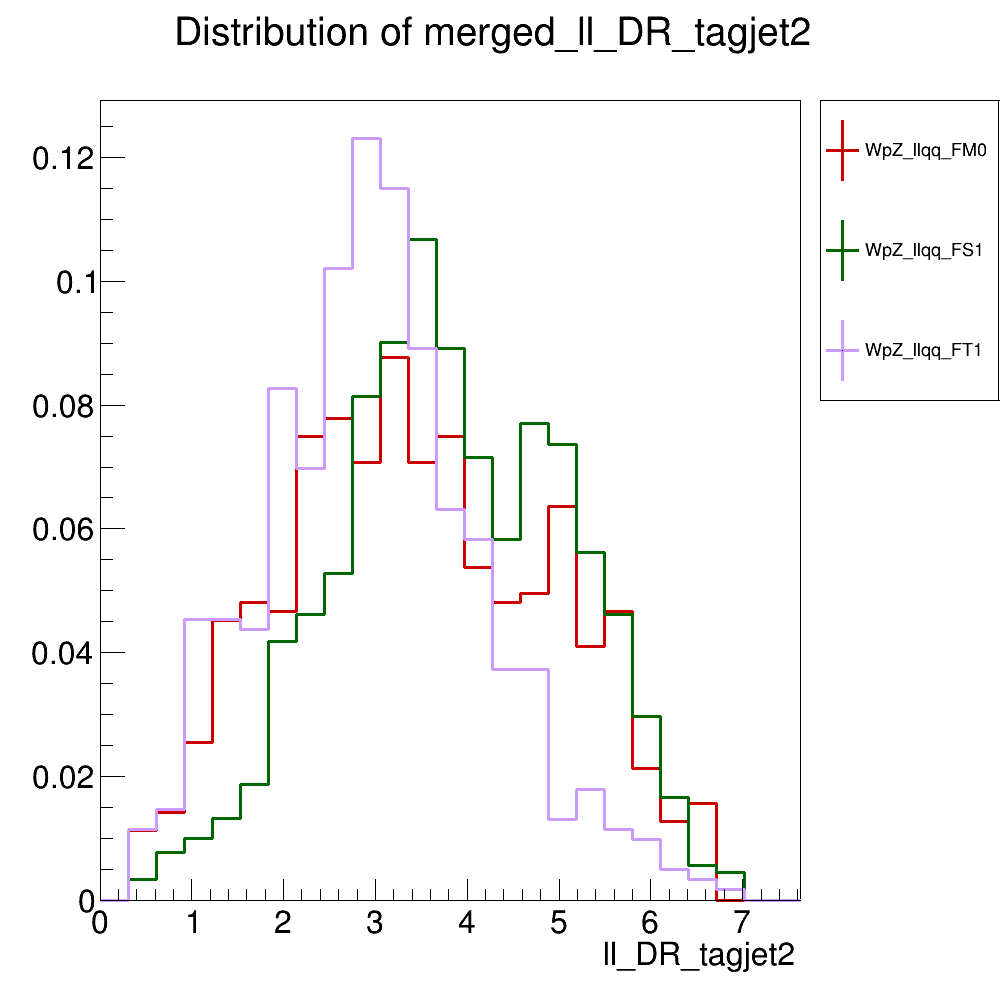 Distribution of merged_ll_DR_tagjet2
0.12
0.1
0.08
0.06
0.04
0.02
0
0 1 2 3 4 5 6 7
ll_DR_tagjet2
WpZ_llqq_FM0
WpZ_llqq_FS1
WpZ_llqq_FT1